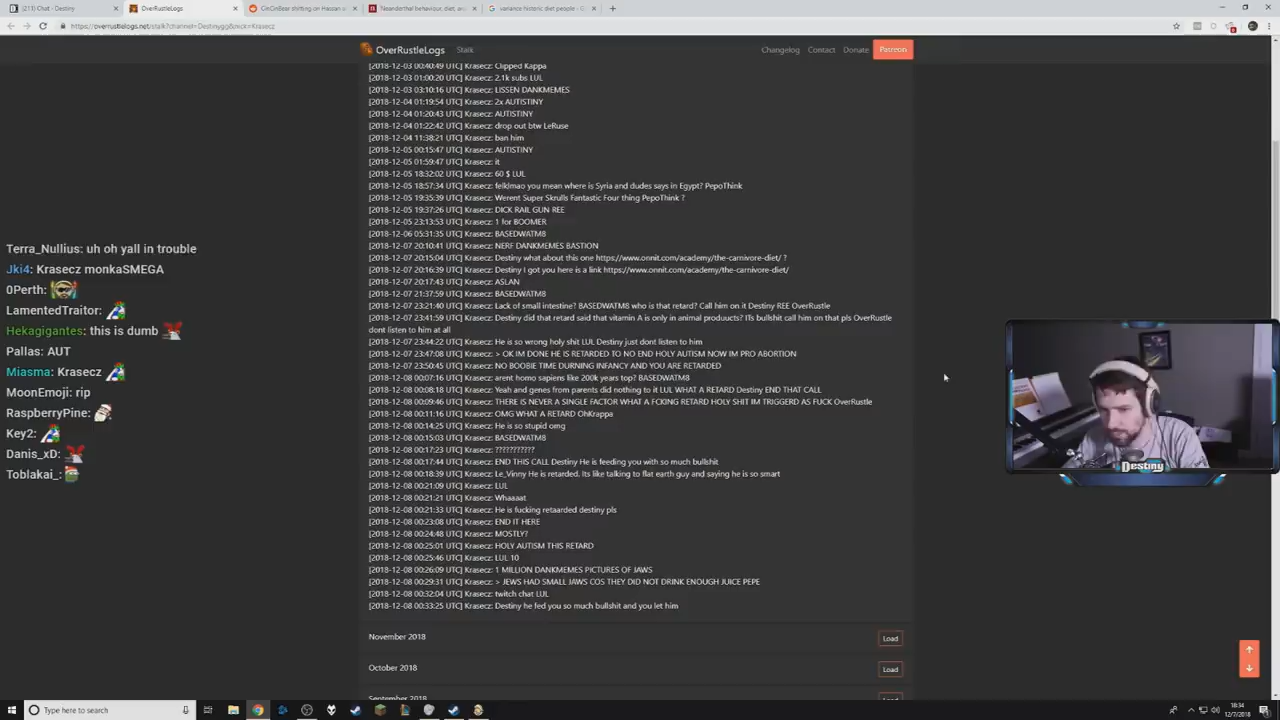 (211) Chat - Destiny
OverRustleLogs
GinGinBear shitting on Hassan a
Neanderthal behaviour, diet, an
variance historic diet people - G
https://overrustlelogs.net/stalk?channel=Destinygg&nick=Krasecz
OverRustleLogs Stalk Changelog Contact Donate Patreon
[2018-12-03 00:40:49 UTC] Krasecz: Clipped Kappa
[2018-12-03 01:00:20 UTC] Krasecz: 2.1k subs LUL
[2018-12-03 03:10:16 UTC] Krasecz: LISSEN DANKMEMES
[2018-12-04 01:19:54 UTC] Krasecz: 2x AUTISTINY
[2018-12-04 01:20:43 UTC] Krasecz: AUTISTINY
[2018-12-04 01:22:42 UTC] Krasecz: drop out btw LeRuse
[2018-12-04 11:38:21 UTC] Krasecz: ban him
[2018-12-05 00:15:47 UTC] Krasecz: AUTISTINY
[2018-12-05 01:59:47 UTC] Krasecz: it
[2018-12-05 18:32:02 UTC] Krasecz: 60 $ LUL
[2018-12-05 18:57:34 UTC] Krasecz: felklmao you mean where is Syria and dudes says in Egypt? PepoThink
[2018-12-05 19:35:39 UTC] Krasecz: Werent Super Skrulls Fantastic Four thing PepoThink ?
[2018-12-05 19:37:26 UTC] Krasecz: DICK RAIL GUN REE
[2018-12-05 23:13:53 UTC] Krasecz: 1 for BOOMER
[2018-12-06 05:31:35 UTC] Krasecz: BASEDWATM8
[2018-12-07 20:10:41 UTC] Krasecz: NERF DANKMEMES BASTION
[2018-12-07 20:15:04 UTC] Krasecz: Destiny what about this one https://www.onnit.com/academy/the-carnivore-diet/ ?
[2018-12-07 20:16:39 UTC] Krasecz: Destiny I got you here is a link https://www.onnit.com/academy/the-carnivore-diet/
[2018-12-07 20:17:43 UTC] Krasecz: ASLAN
[2018-12-07 21:37:59 UTC] Krasecz: BASEDWATM8
[2018-12-07 23:21:40 UTC] Krasecz: Lack of small intestine? BASEDWATM8 who is that retard? Call him on it Destiny REE OverRustle
[2018-12-07 23:41:59 UTC] Krasecz: Destiny did that retard said that vitamin A is only in animal produucts? ITs bullshit call him on that pls OverRustle
dont listen to him at all
[2018-12-07 23:44:22 UTC] Krasecz: He is so wrong holy shit LUL Destiny just dont listen to him
[2018-12-07 23:47:08 UTC] Krasecz: > OK IM DONE HE IS RETARDED TO NO END HOLY AUTISM NOW IM PRO ABORTION
[2018-12-07 23:50:45 UTC] Krasecz: NO BOOBIE TIME DURNING INFANCY AND YOU ARE RETARDED
[2018-12-08 00:07:16 UTC] Krasecz: arent homo sapiens like 200k years top? BASEDWATM8
[2018-12-08 00:08:18 UTC] Krasecz: Yeah and genes from parents did nothing to it LUL WHAT A RETARD Destiny END THAT CALL
[2018-12-08 00:09:46 UTC] Krasecz: THERE IS NEVER A SINGLE FACTOR WHAT A FCKING RETARD HOLY SHIT IM TRIGGERD AS FUCK OverRustle
[2018-12-08 00:11:16 UTC] Krasecz: OMG WHAT A RETARD OhKrappa
[2018-12-08 00:14:25 UTC] Krasecz: He is so stupid omg
[2018-12-08 00:15:03 UTC] Krasecz: BASEDWATM8
[2018-12-08 00:17:23 UTC] Krasecz: ???????????
[2018-12-08 00:17:44 UTC] Krasecz: END THIS CALL Destiny He is feeding you with so much bullshit
[2018-12-08 00:18:39 UTC] Krasecz: Le_Vinny He is retarded. Its like talking to flat earth guy and saying he is so smart
[2018-12-08 00:21:09 UTC] Krasecz: LUL
[2018-12-08 00:21:21 UTC] Krasecz: Whaaaat
[2018-12-08 00:21:33 UTC] Krasecz: He is fucking retaarded destiny pls
[2018-12-08 00:23:08 UTC] Krasecz: END IT HERE
[2018-12-08 00:24:48 UTC] Krasecz: MOSTLY?
[2018-12-08 00:25:01 UTC] Krasecz: HOLY AUTISM THIS RETARD
[2018-12-08 00:25:46 UTC] Krasecz: LUL 10
[2018-12-08 00:26:09 UTC] Krasecz: 1 MILLION DANKMEMES PICTURES OF JAWS
[2018-12-08 00:29:31 UTC] Krasecz: > JEWS HAD SMALL JAWS COS THEY DID NOT DRINK ENOUGH JUICE PEPE
[2018-12-08 00:32:04 UTC] Krasecz: twitch chat LUL
[2018-12-08 00:33:25 UTC] Krasecz: Destiny he fed you so much bullshit and you let him
November 2018 Load
October 2018 Load
September 2018
Terra_Nullius: uh oh yall in trouble
Jki4: Krasecz monkaSMEGA
0Perth:
LamentedTraitor:
Hekagigantes: this is dumb
Pallas: AUT
Miasma: Krasecz
MoonEmoji: rip
RaspberryPine:
Key2:
Danis_xD:
Toblakai_:
Destiny
Type here to search
18:34
12/7/2018